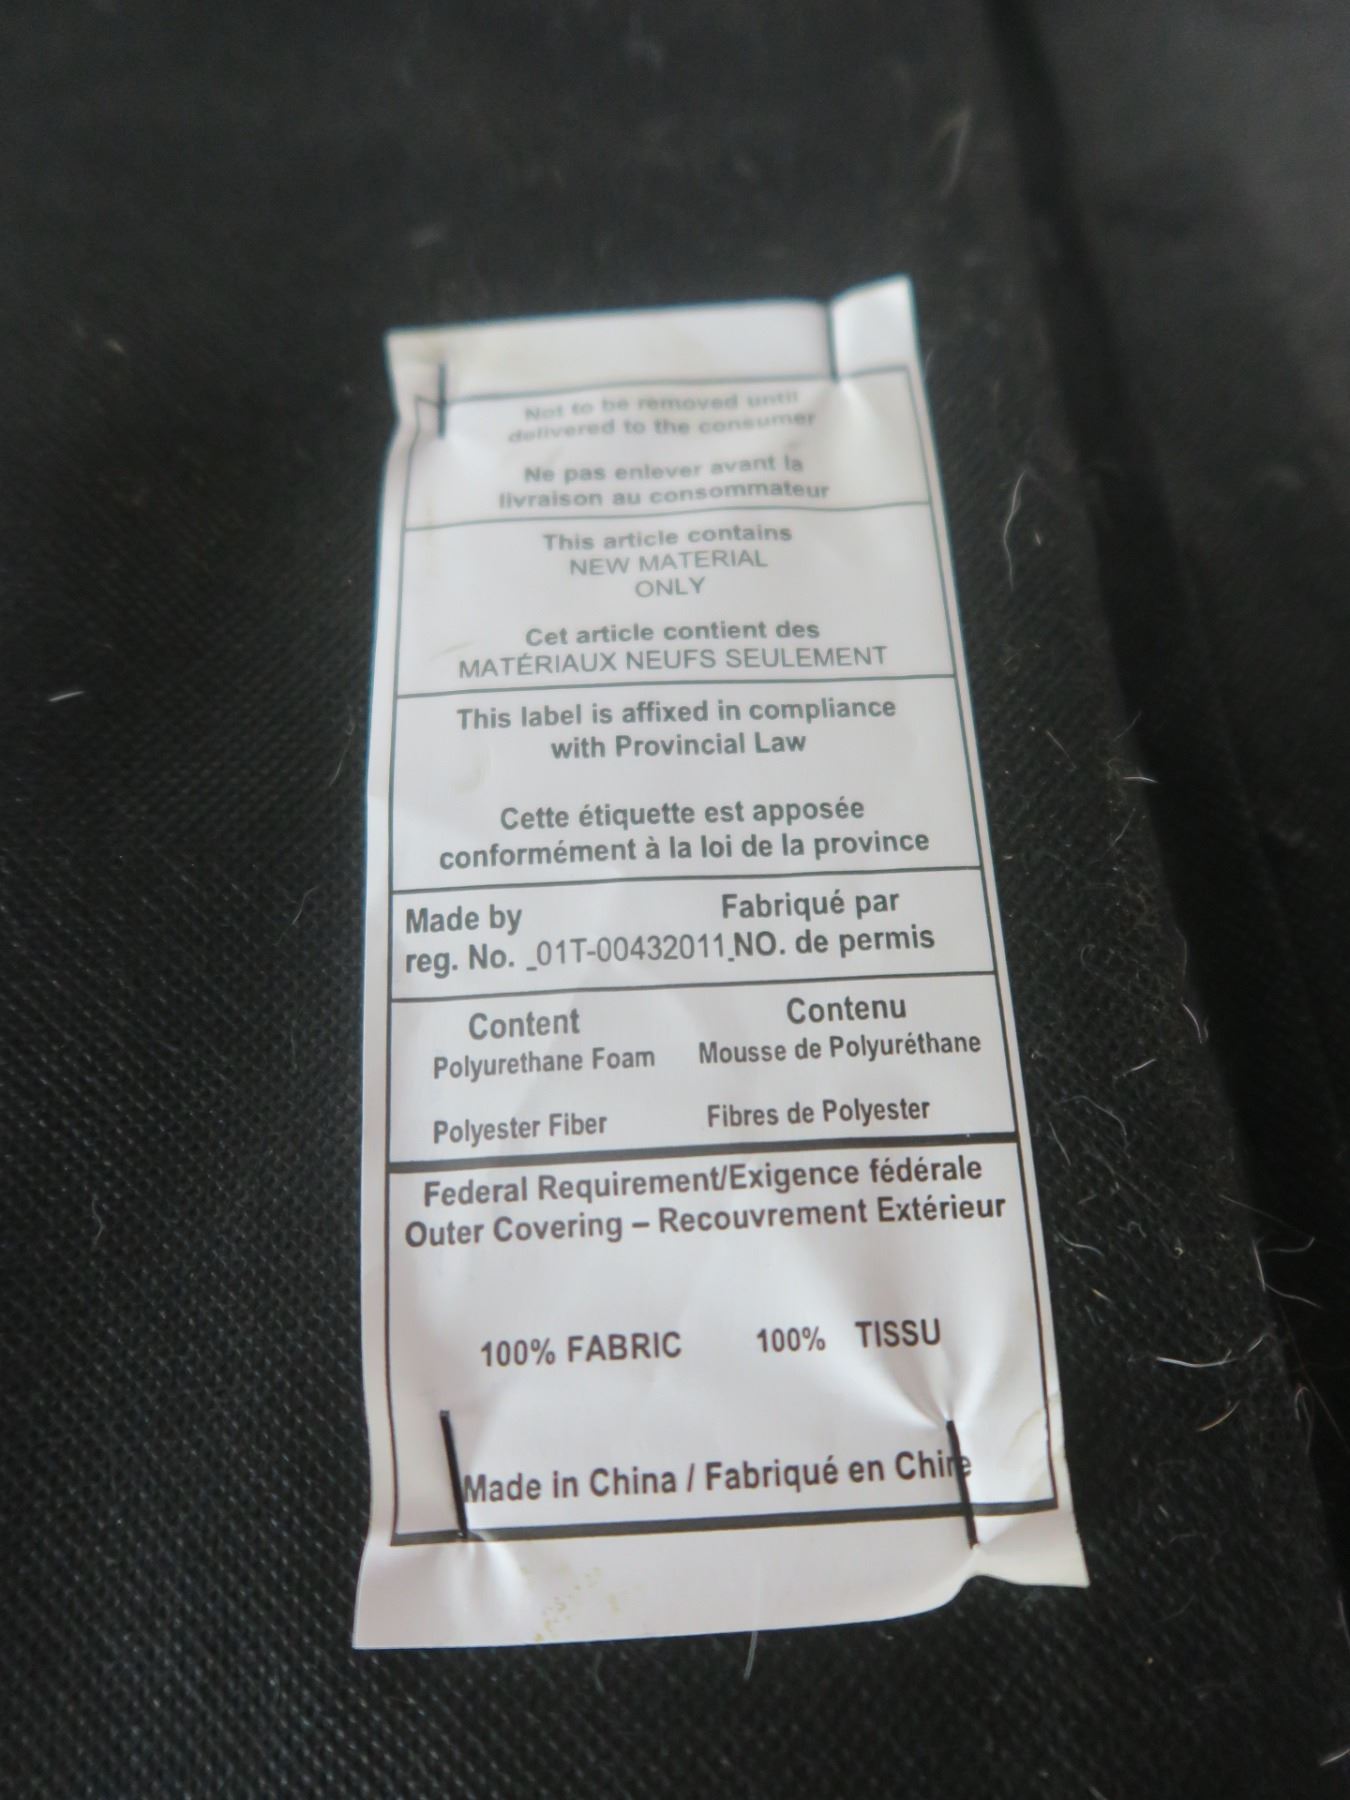 Not to be removed until
delivered to the consumer
Ne pas enlever avant la
livraison au consommateur
This article contains
NEW MATERIAL
ONLY
Cet article contient des
MATÉRIAUX NEUFS SEULEMENT
This label is affixed in compliance
with Provincial Law
Cette étiquette est apposée
conformément à la loi de la province
Made by Fabriqué par
reg. No. _01T-00432011_NO. de permis
Content Contenu
Polyurethane Foam Mousse de Polyuréthane
Polyester Fiber Fibres de Polyester
Federal Requirement/Exigence fédérale
Outer Covering – Recouvrement Extérieur
100% FABRIC 100% TISSU
Made in China / Fabriqué en Chine